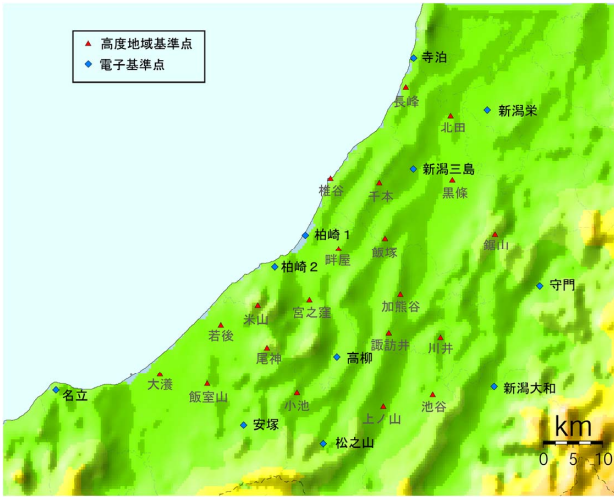 高度地域基準点
電子基準点
寺泊
長峰
新潟栄
北田
新潟三島
椎谷
千本
黒條
柏崎1
飯塚
鋸山
畔屋
柏崎2
守門
加熊谷
宮之窪
米山
若後
諏訪井
川井
尾神
高柳
大濁
飯室山
名立
新潟大和
小池
池谷
上ノ山
安塚
松之山
km
0 5 10